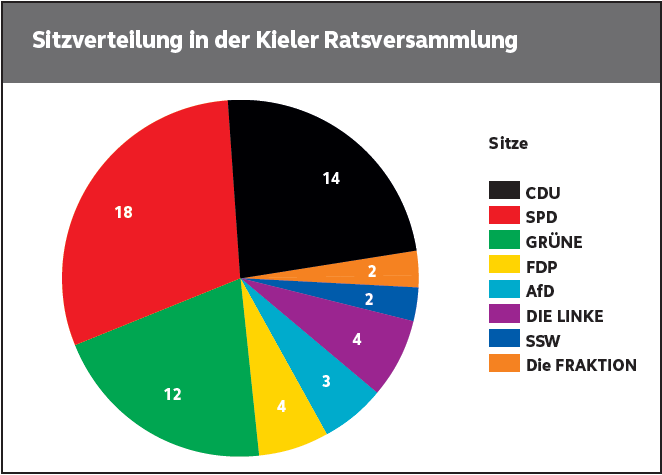 Sitzverteilung in der Kieler Ratsversammlung
Sitze
CDU
SPD
GRÜNE
FDP
AfD
DIE LINKE
SSW
Die FRAKTION
14
2
2
4
3
4
12
18